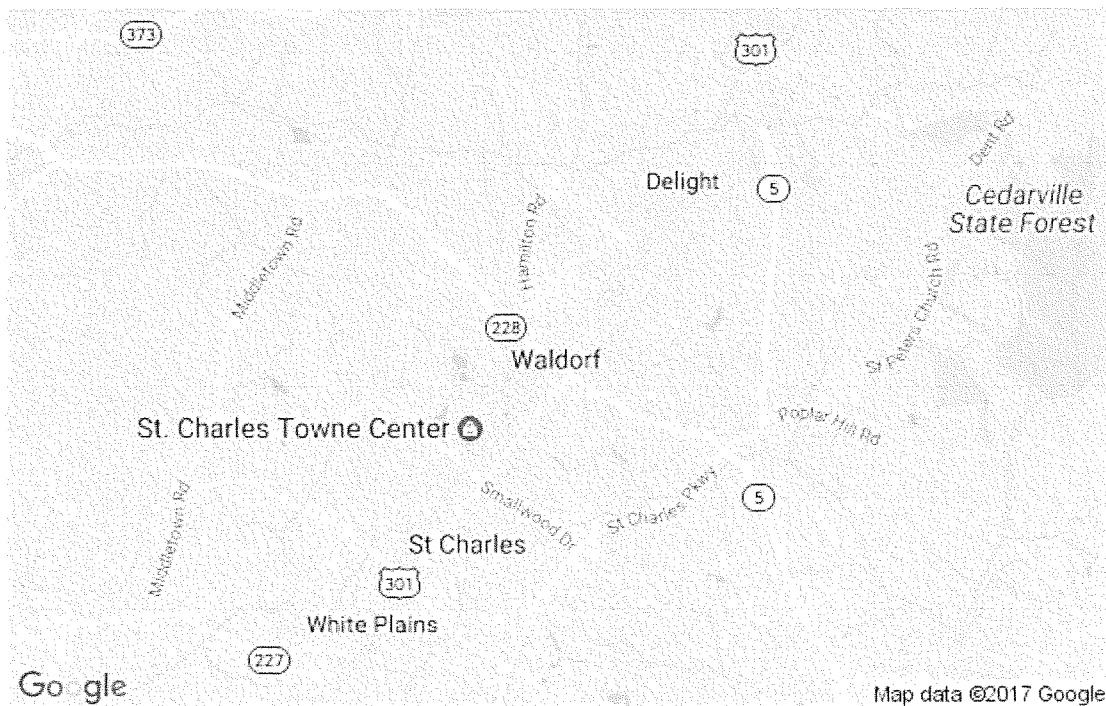 373
301
Dent Rd
Delight
5
Cedarville
State Forest
Middletown Rd
Hamilton Rd
St Peters Church Rd
228
Waldorf
Poplar Hill Rd
St. Charles Towne Center
Middletown Rd
Smallwood Dr
St Charles Pkwy
5
St Charles
301
White Plains
227
Google
Map data ©2017 Google